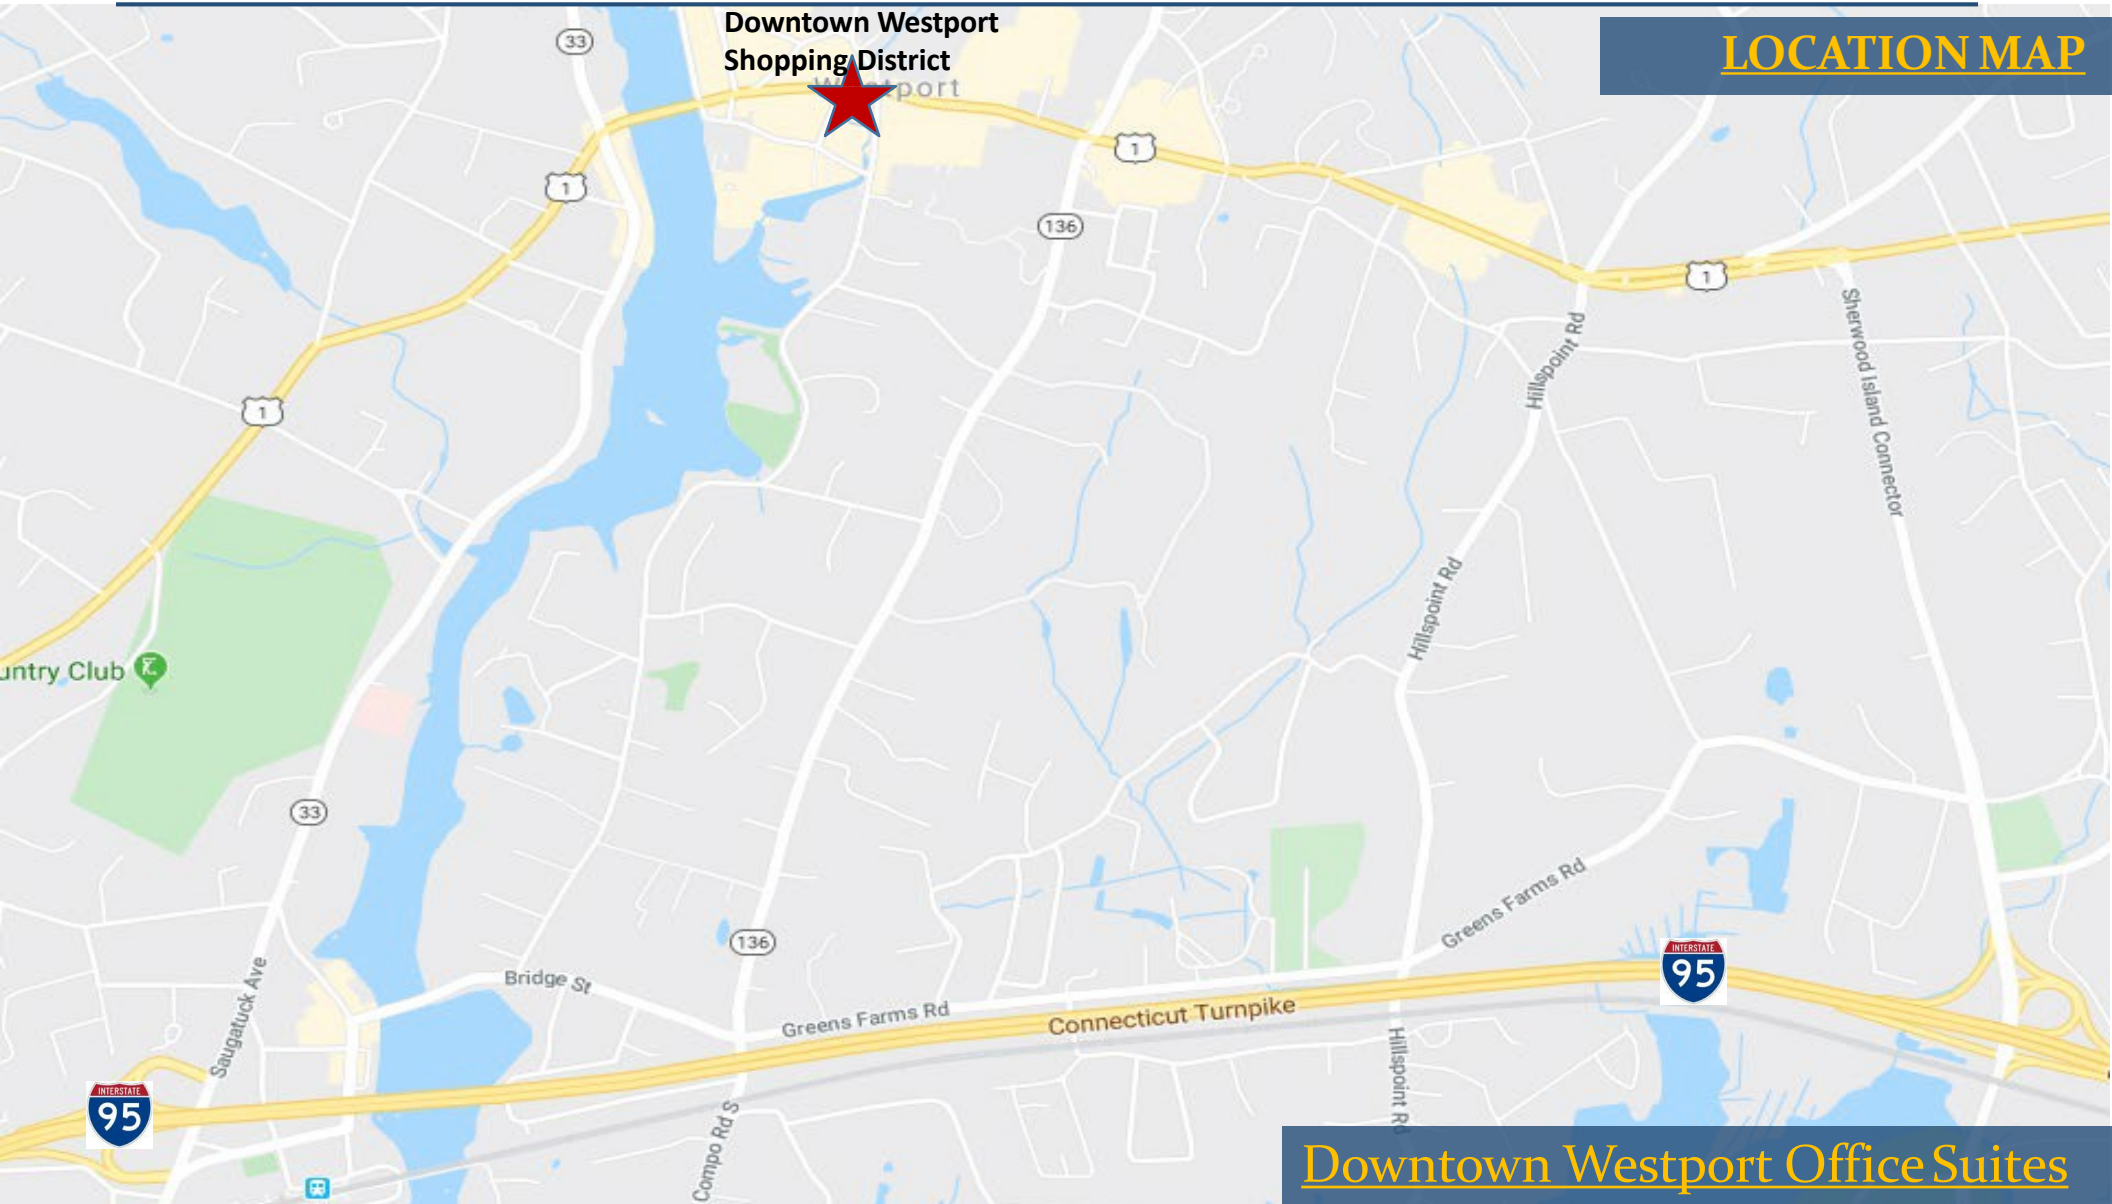 Downtown Westport
Shopping District
LOCATION MAP
33
port
1
1
136
1
Hillspoint Rd
Sherwood Island Connector
1
Hillspoint Rd
untry Club
33
Greens Farms Rd
136
INTERSTATE
95
Saugatuck Ave
Bridge St
Greens Farms Rd
Connecticut Turnpike
Hillspoint Rd
INTERSTATE
95
Compo Rd S
Downtown Westport Office Suites